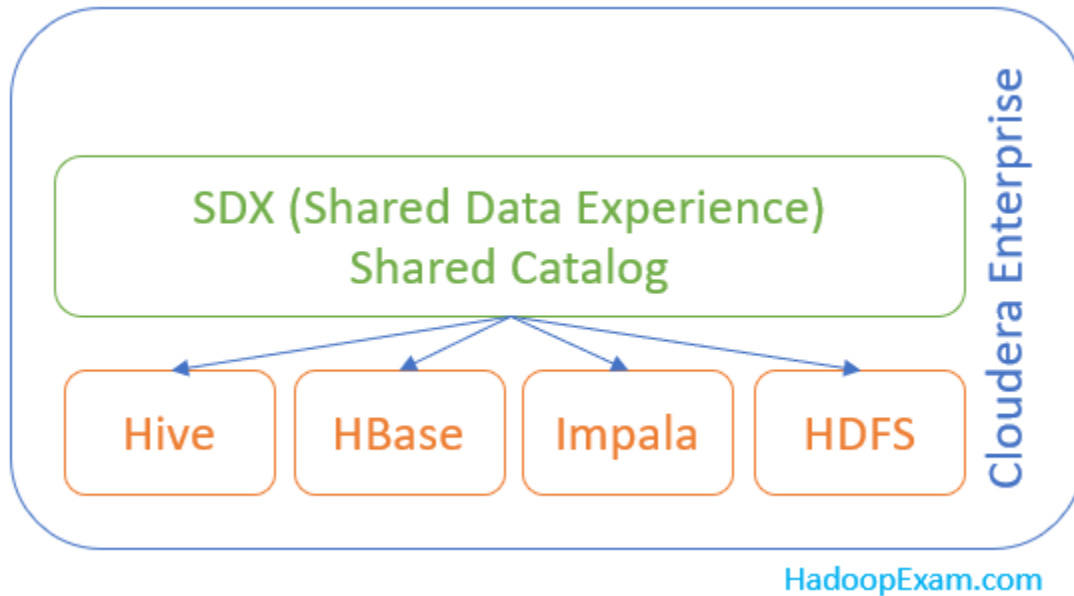 SDX (Shared Data Experience)
Shared Catalog
Hive
HBase
Impala
HDFS
Cloudera Enterprise
HadoopExam.com